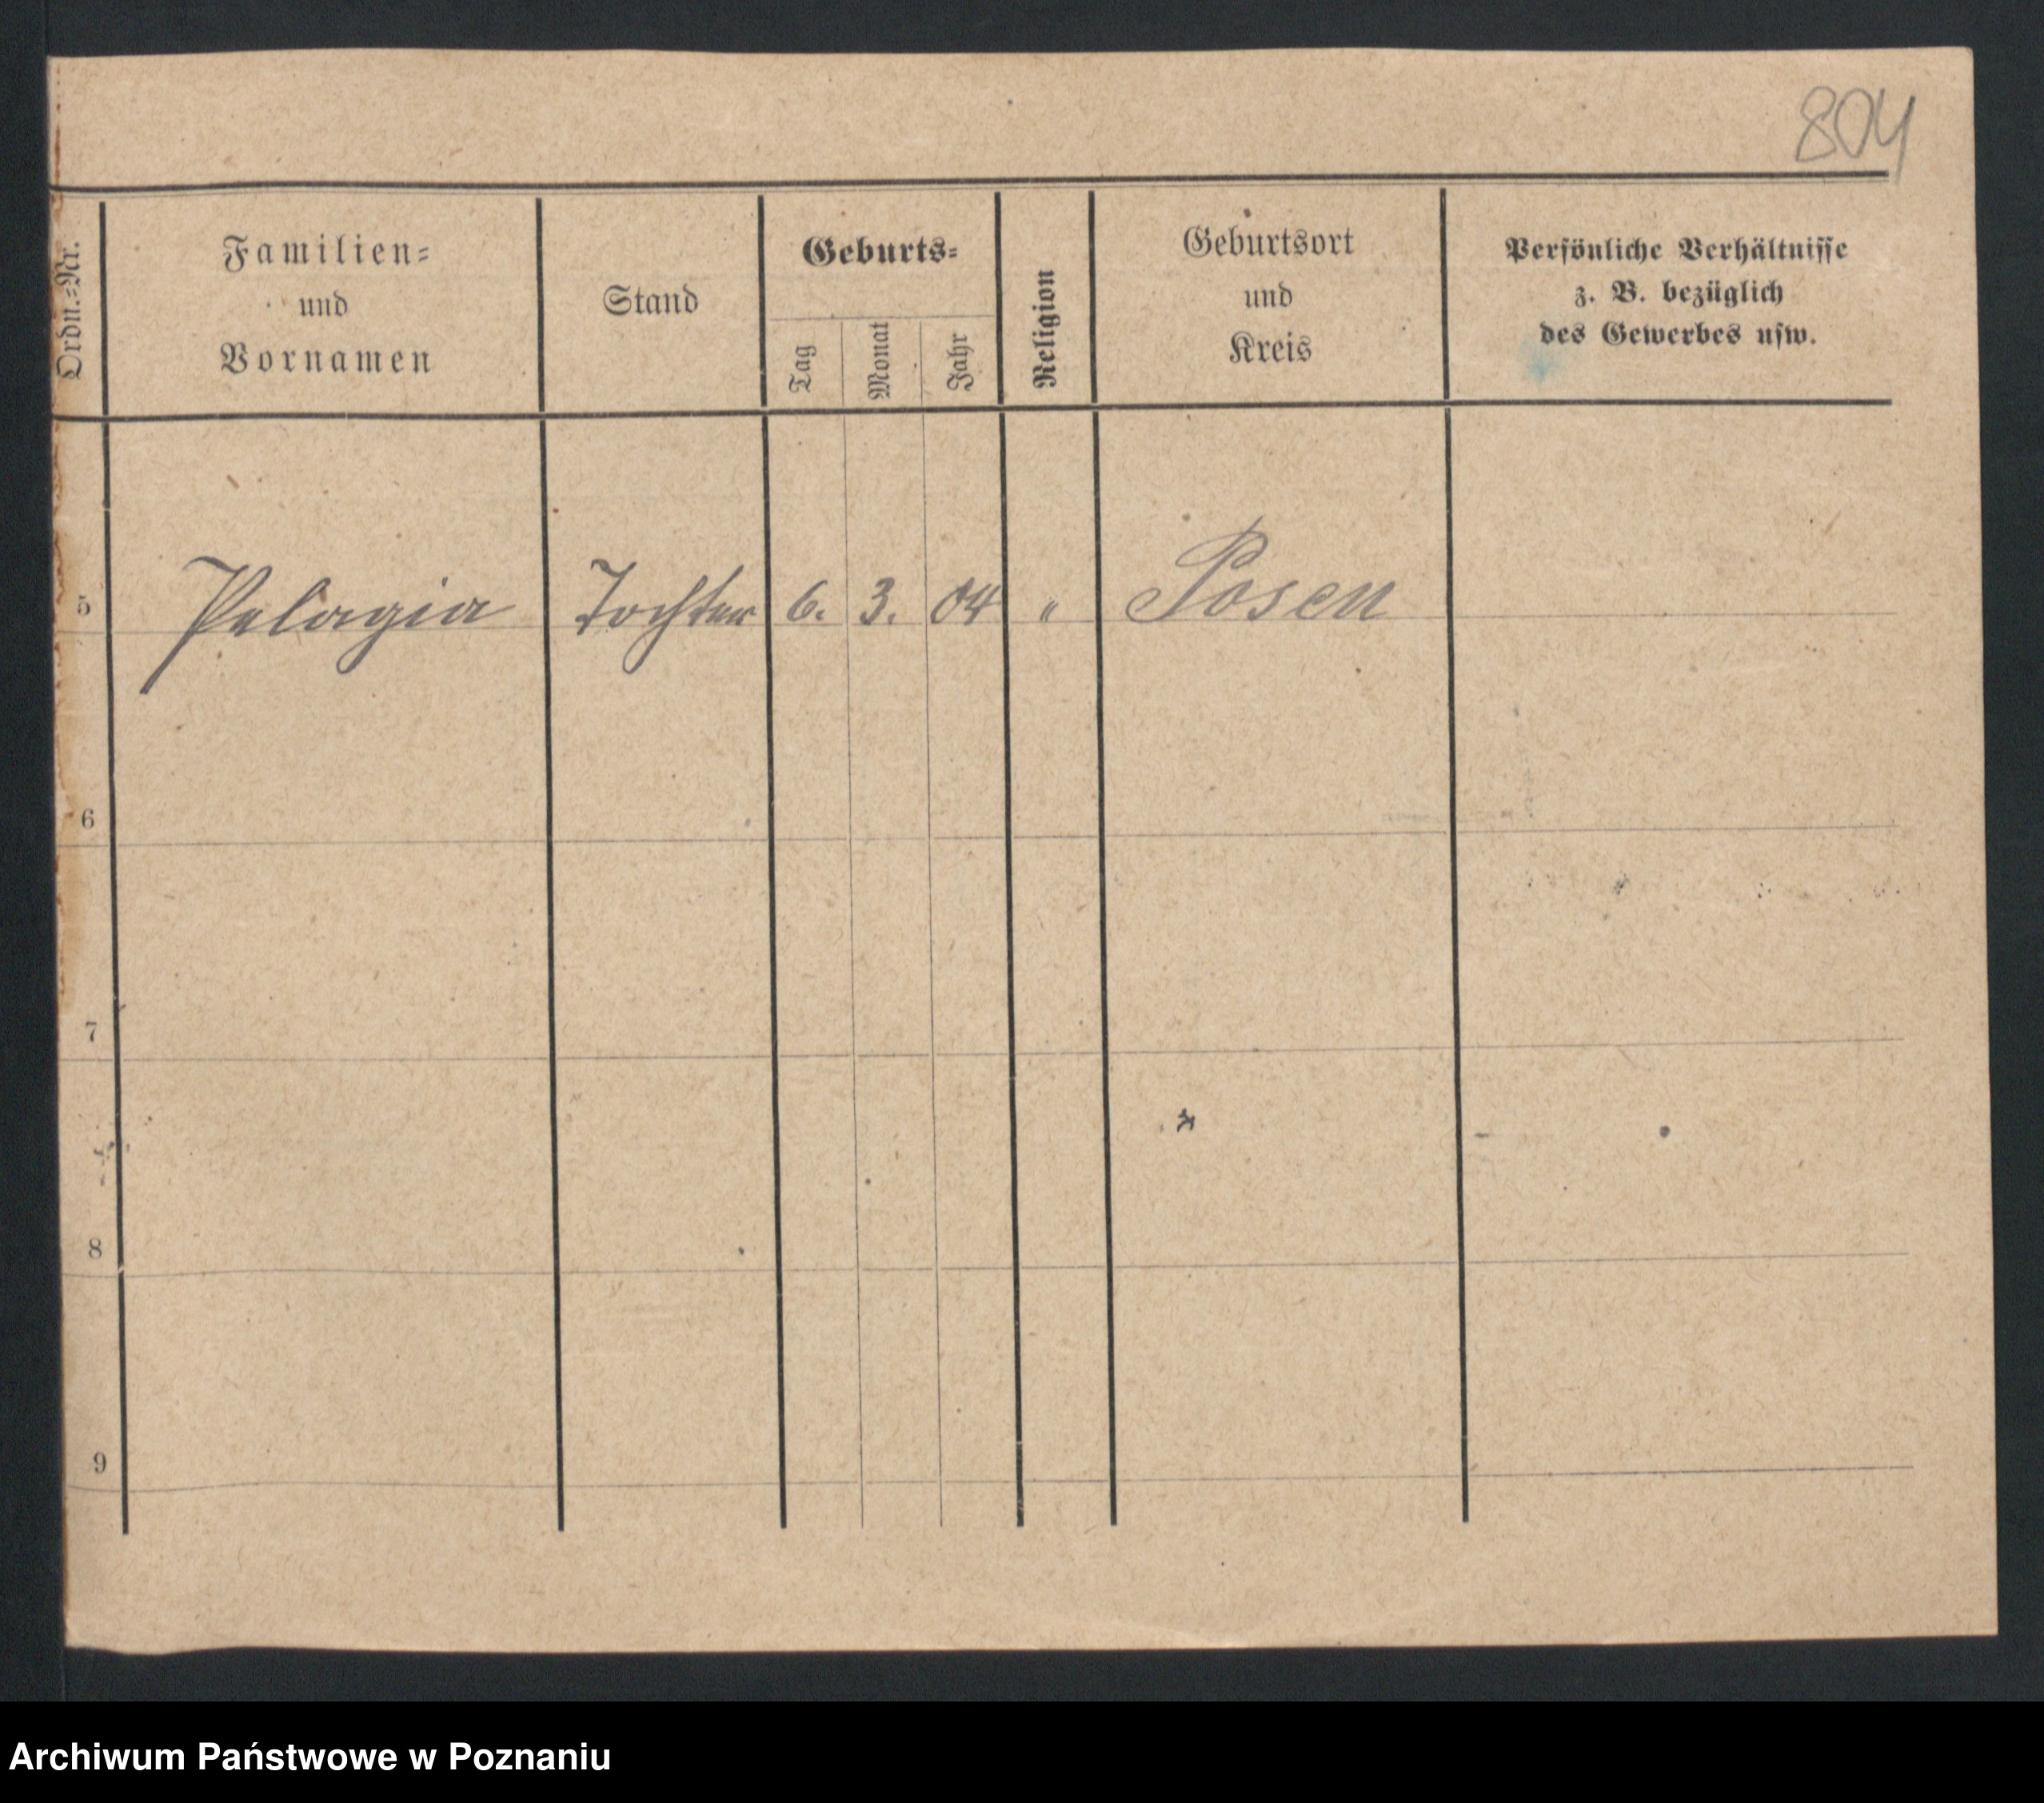 804
Ordn.-Nr.
Familien-
und
Vornamen
Stand
Geburts-
Tag
Monat
Jahr
Religion
Geburtsort
und
Kreis
Persönliche Verhältnisse
z. B. bezüglich
des Gewerbes usw.
5 Pelagia Tochter 6. 3. 04 " Posen
6
7
8
9
Archiwum Państwowe w Poznaniu